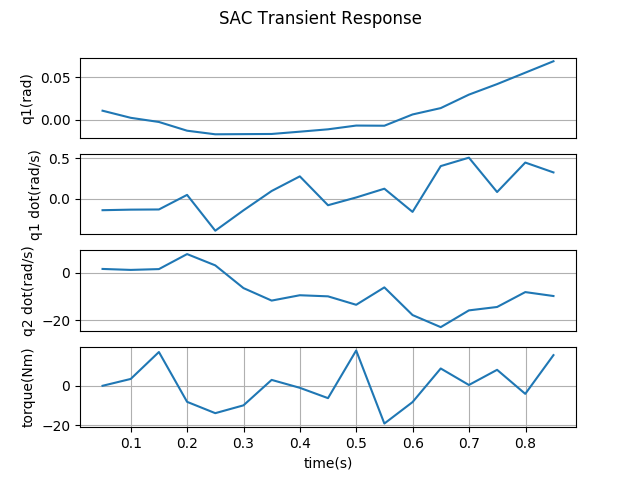 SAC Transient Response
q1(rad)
0.05
0.00
q1 dot(rad/s)
0.5
0.0
q2 dot(rad/s)
0
−20
torque(Nm)
0
−20
0.1 0.2 0.3 0.4 0.5 0.6 0.7 0.8
time(s)